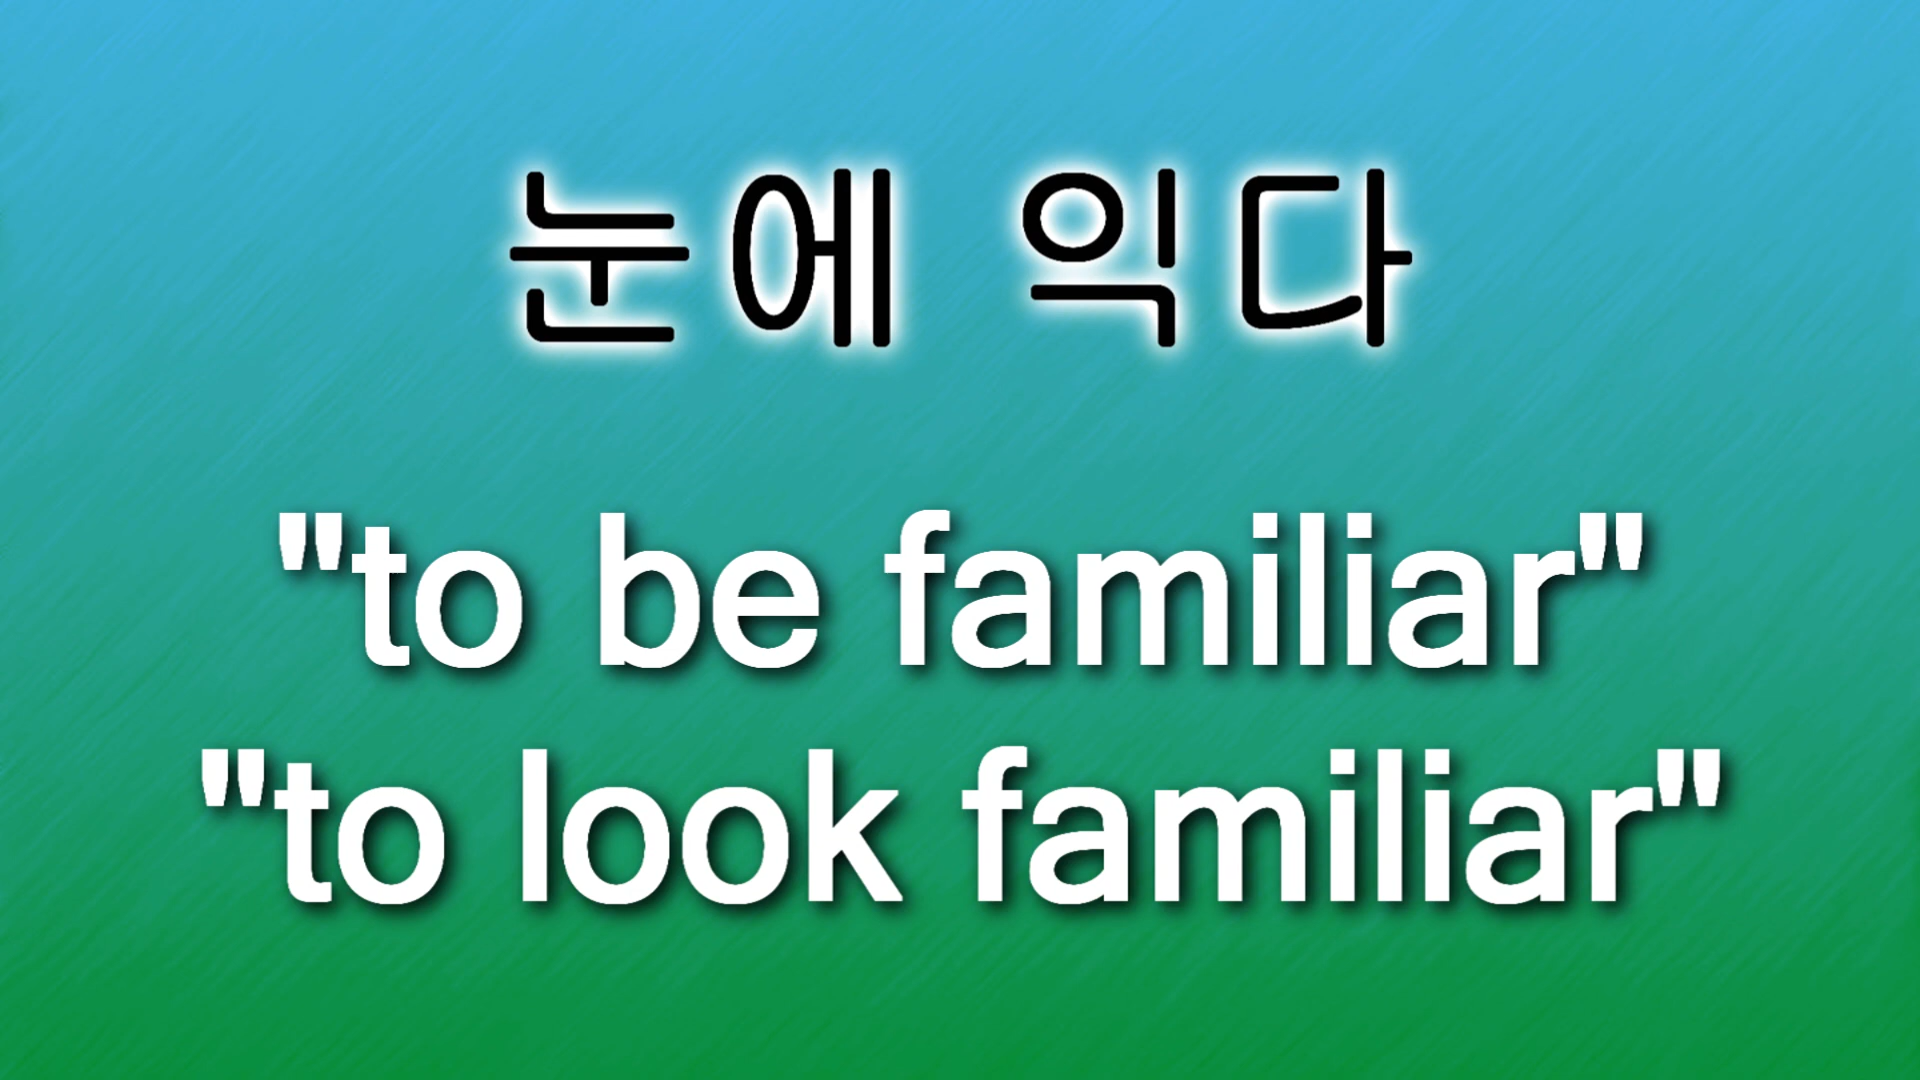 눈에 익다
"to be familiar"
"to look familiar"